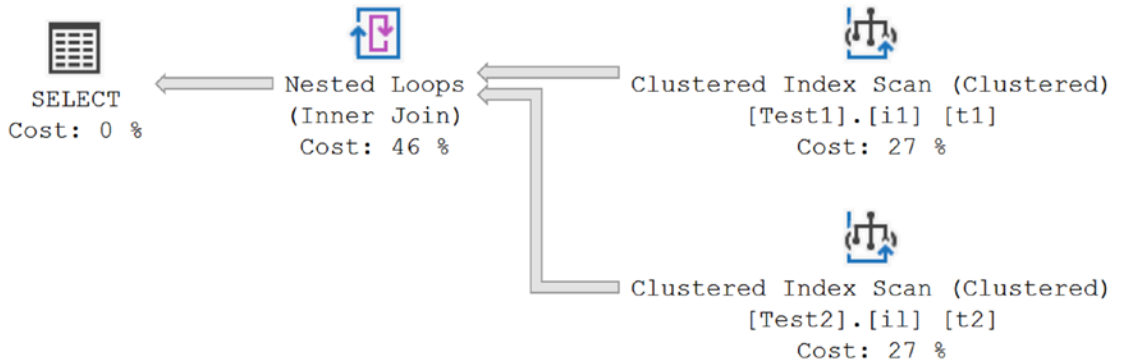 SELECT
Cost: 0 %
Nested Loops
(Inner Join)
Cost: 46 %
Clustered Index Scan (Clustered)
[Test1].[i1] [t1]
Cost: 27 %
Clustered Index Scan (Clustered)
[Test2].[i1] [t2]
Cost: 27 %